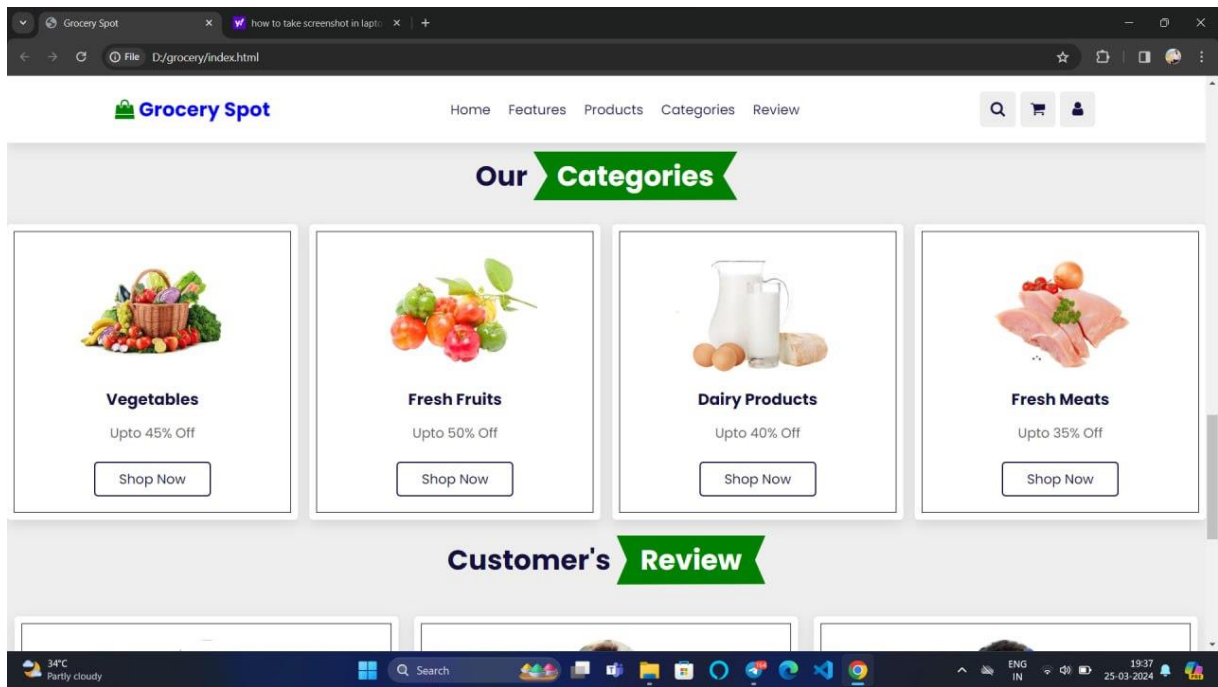 Grocery Spot
how to take screenshot in lapto
File D:/grocery/index.html
Grocery Spot
Home Features Products Categories Review
Our Categories
Vegetables Fresh Fruits Dairy Products Fresh Meats
Upto 45% Off Upto 50% Off Upto 40% Off Upto 35% Off
Shop Now Shop Now Shop Now Shop Now
Customer's Review
34°C
Partly cloudy
Search
ENG
IN
19:37
25-03-2024